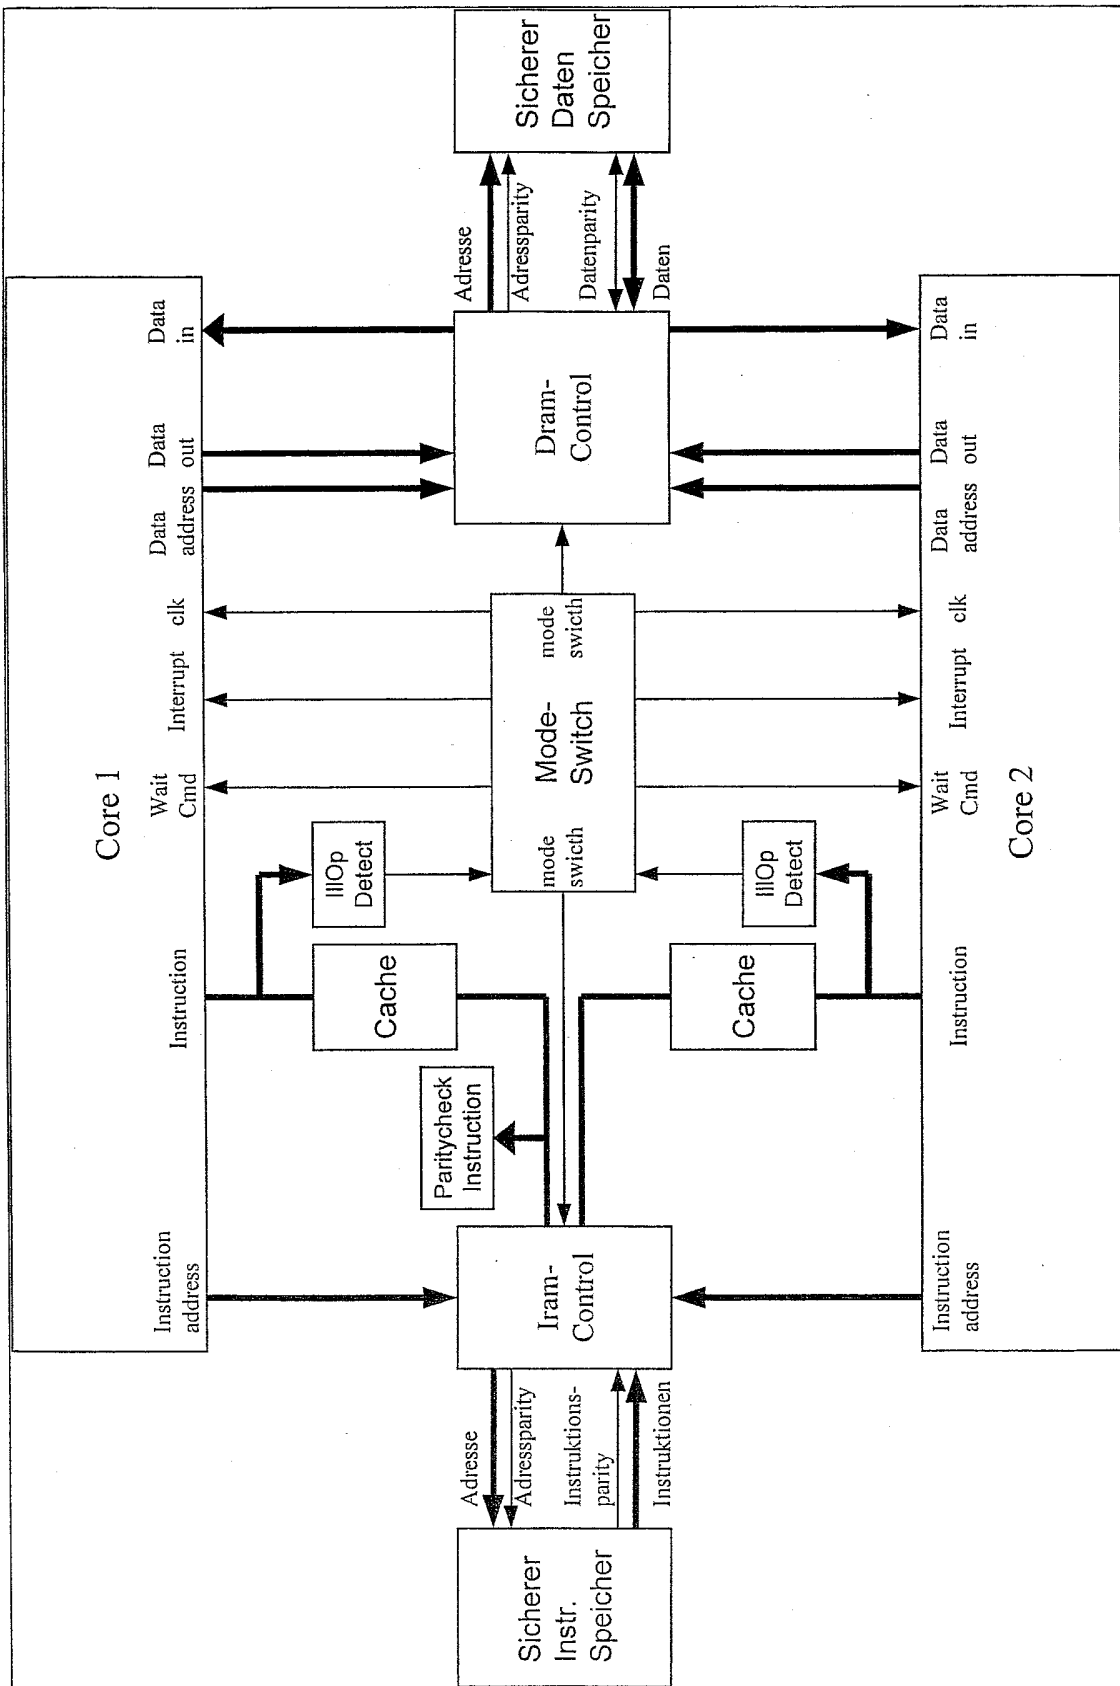 Core 1
Instruction
address
Instruction
Wait
Cmd
Interrupt
clk
Data
address
Data
out
Data
in
IllOp
Detect
Cache
Paritycheck
Instruction
Sicherer
Instr.
Speicher
Adresse
Adressparity
Instruktions-
parity
Instruktionen
Iram-
Control
mode
swicth
Mode-
Switch
mode
swicth
Dram-
Control
Adresse
Adressparity
Datenparity
Daten
Sicherer
Daten
Speicher
Cache
IllOp
Detect
Instruction
address
Instruction
Wait
Cmd
Interrupt
clk
Data
address
Data
out
Data
in
Core 2